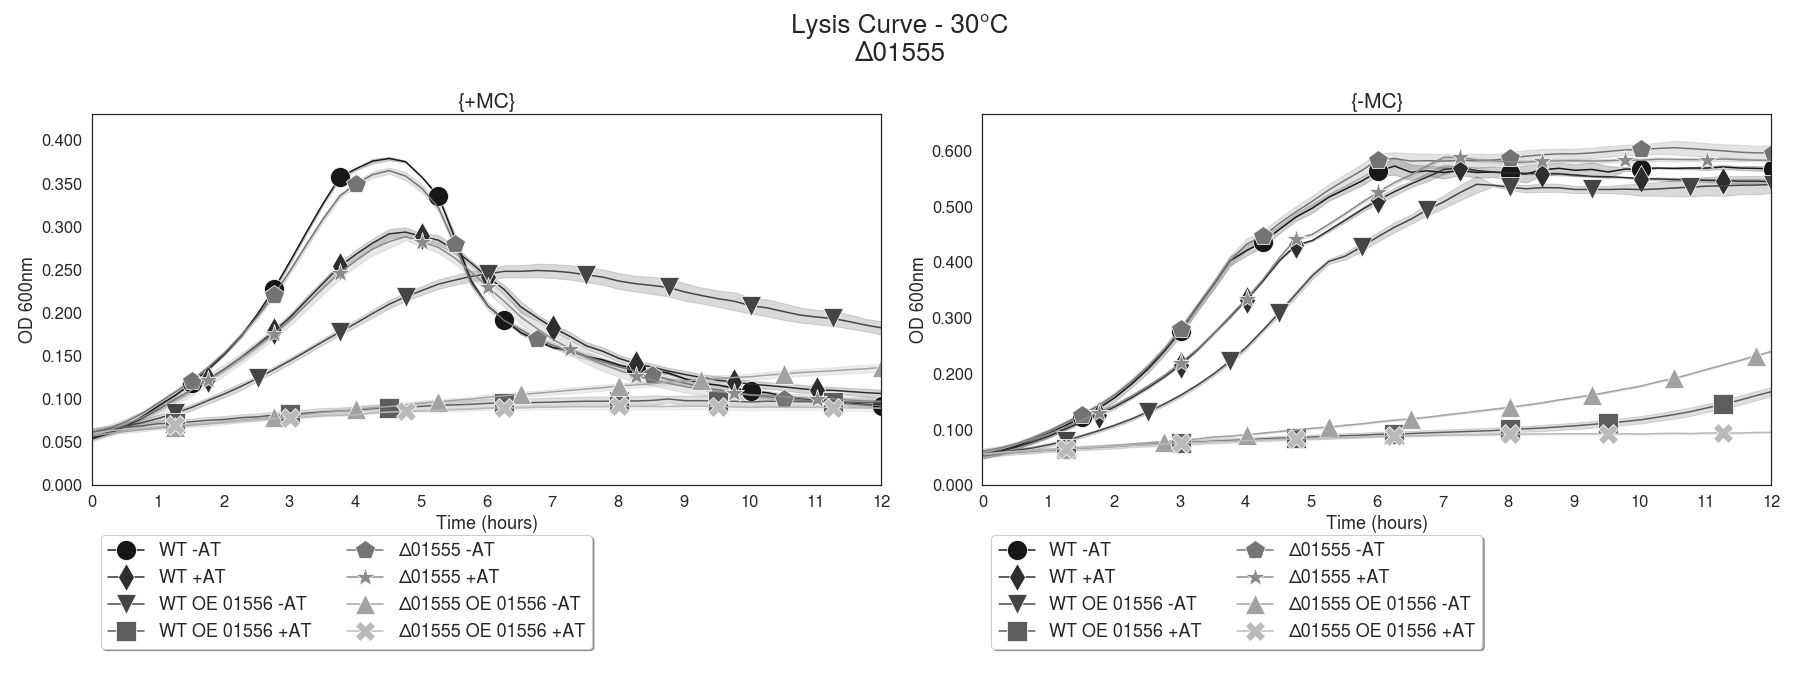 Lysis Curve - 30°C
Δ01555
{+MC}
0.400
0.350
0.300
0.250
0.200
0.150
0.100
0.050
0.000
OD 600nm
0 1 2 3 4 5 6 7 8 9 10 11 12
Time (hours)
WT -AT
WT +AT
WT OE 01556 -AT
WT OE 01556 +AT
Δ01555 -AT
Δ01555 +AT
Δ01555 OE 01556 -AT
Δ01555 OE 01556 +AT
{-MC}
0.600
0.500
0.400
0.300
0.200
0.100
0.000
OD 600nm
0 1 2 3 4 5 6 7 8 9 10 11 12
Time (hours)
WT -AT
WT +AT
WT OE 01556 -AT
WT OE 01556 +AT
Δ01555 -AT
Δ01555 +AT
Δ01555 OE 01556 -AT
Δ01555 OE 01556 +AT